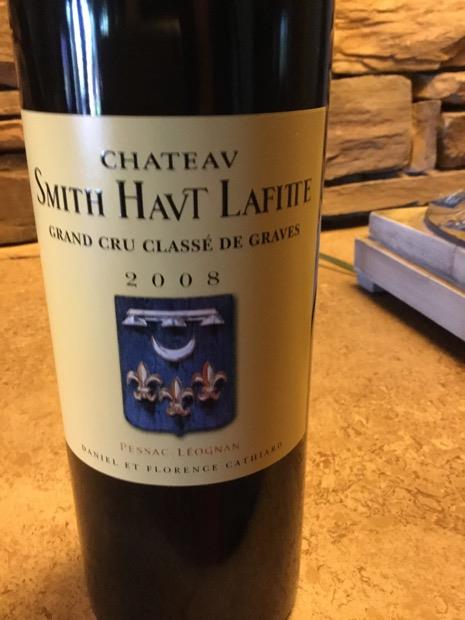 CHATEAV
SMITH HAVT LAFITTE
GRAND CRU CLASSÉ DE GRAVES
2008
PESSAC-LÉOGNAN
DANIEL ET FLORENCE CATHIARD